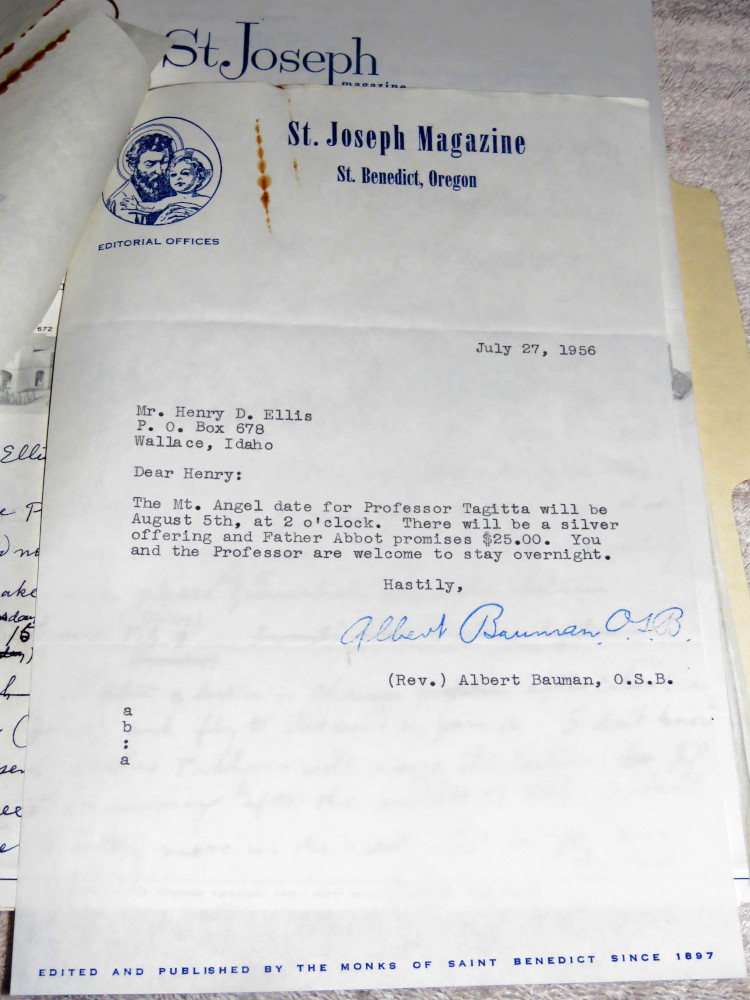 St. Joseph
magazine
St. Joseph Magazine
St. Benedict, Oregon
EDITORIAL OFFICES
672
July 27, 1956
Mr. Henry D. Ellis
P. O. Box 678
Wallace, Idaho
Dear Henry:
The Mt. Angel date for Professor Tagitta will be
August 5th, at 2 o'clock. There will be a silver
offering and Father Abbot promises $25.00. You
and the Professor are welcome to stay overnight.
Hastily,
Albert Bauman, O.S.B.
(Rev.) Albert Bauman, O.S.B.
a
b
:
a
EDITED AND PUBLISHED BY THE MONKS OF SAINT BENEDICT SINCE 1897